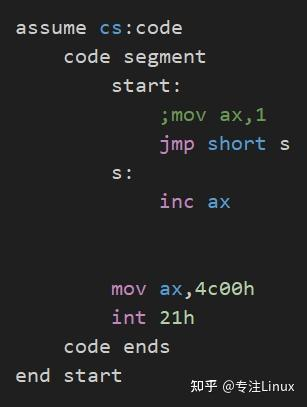 assume cs:code
    code segment
        start:
            ;mov ax,1
            jmp short s
        s:
            inc ax


        mov ax,4c00h
        int 21h
    code ends
end start
知乎 @专注Linux